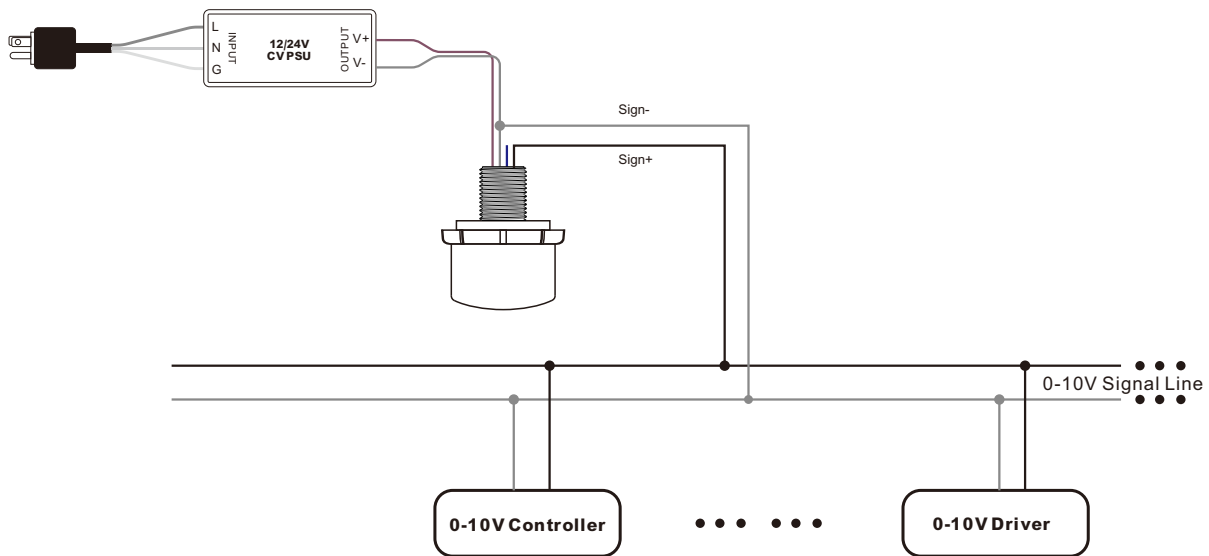 L
N
G
INPUT
12/24V
CV PSU
OUTPUT
V+
V-
Sign-
Sign+
0-10V Signal Line
0-10V Controller
0-10V Driver